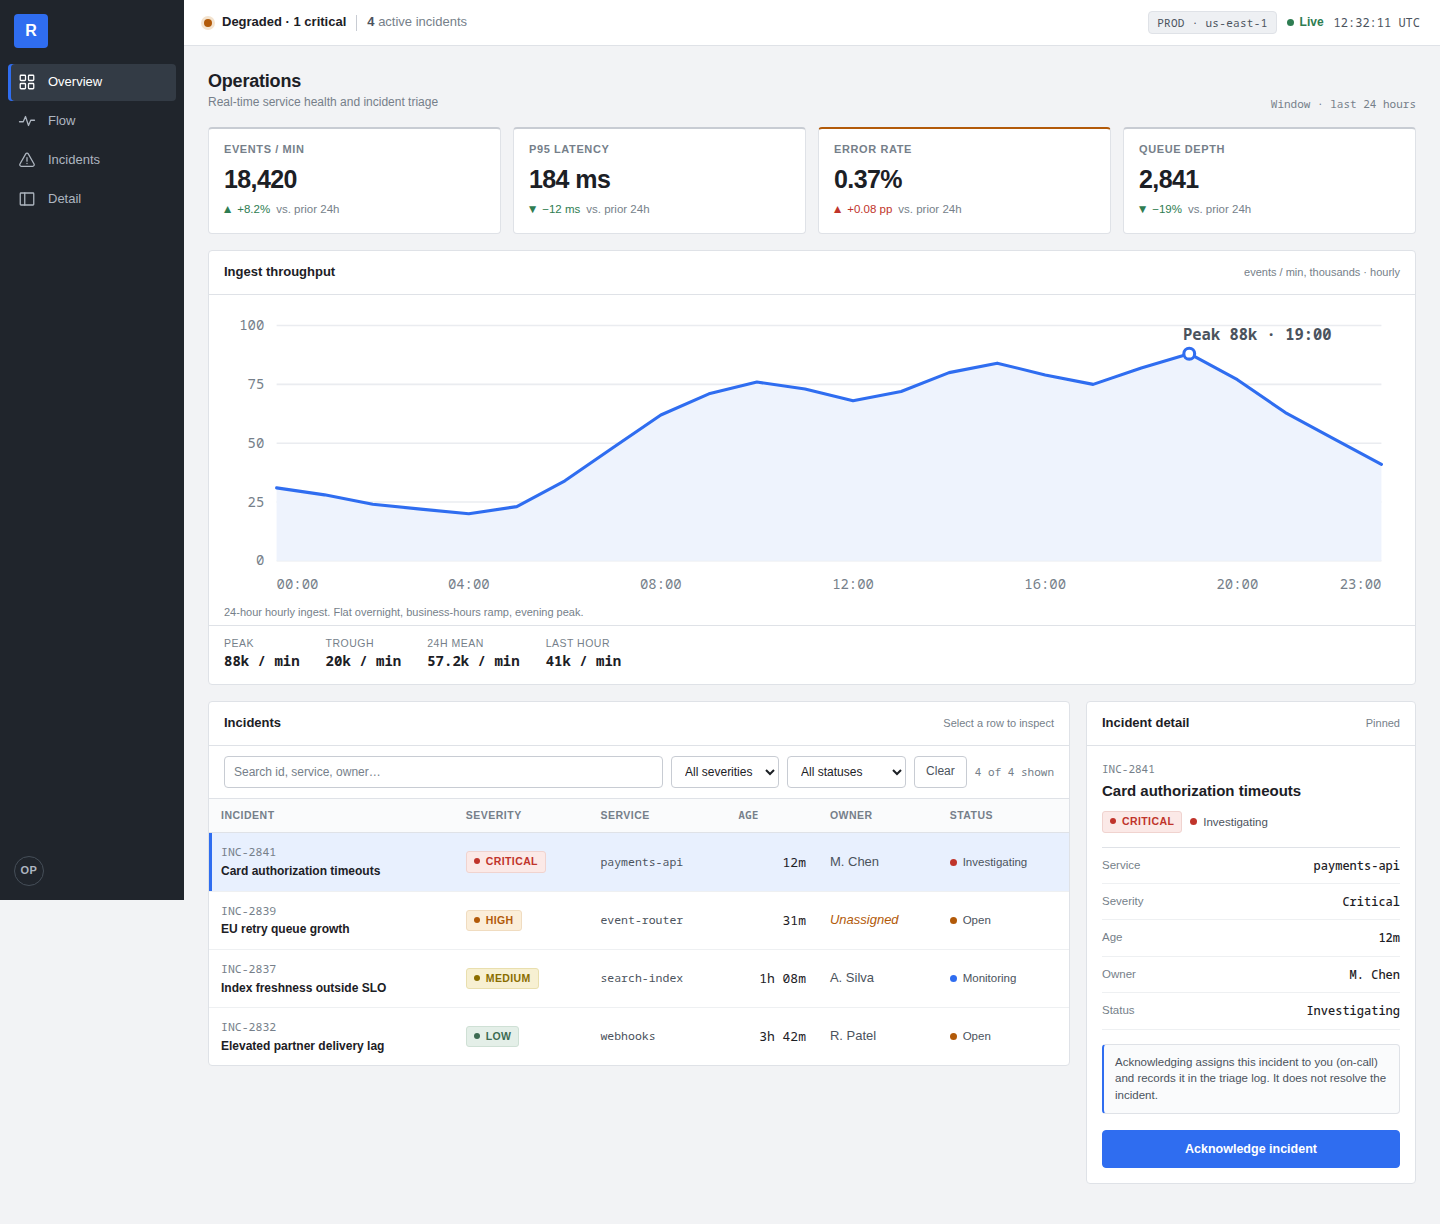 R
Overview
Flow
Incidents
Detail
OP
Degraded · 1 critical
4 active incidents
PROD · us-east-1
Live
12:32:11 UTC
Operations
Real-time service health and incident triage
Window · last 24 hours
EVENTS / MIN
18,420
▲ +8.2% vs. prior 24h
P95 LATENCY
184 ms
▼ −12 ms vs. prior 24h
ERROR RATE
0.37%
▲ +0.08 pp vs. prior 24h
QUEUE DEPTH
2,841
▼ −19% vs. prior 24h
Ingest throughput
events / min, thousands · hourly
100
75
50
25
0
Peak 88k · 19:00
00:00 04:00 08:00 12:00 16:00 20:00 23:00
24-hour hourly ingest. Flat overnight, business-hours ramp, evening peak.
PEAK
88k / min
TROUGH
20k / min
24H MEAN
57.2k / min
LAST HOUR
41k / min
Incidents
Select a row to inspect
Search id, service, owner…
All severities
All statuses
Clear
4 of 4 shown
INCIDENT SEVERITY SERVICE AGE OWNER STATUS
INC-2841
Card authorization timeouts
CRITICAL payments-api 12m M. Chen Investigating
INC-2839
EU retry queue growth
HIGH event-router 31m Unassigned Open
INC-2837
Index freshness outside SLO
MEDIUM search-index 1h 08m A. Silva Monitoring
INC-2832
Elevated partner delivery lag
LOW webhooks 3h 42m R. Patel Open
Incident detail
Pinned
INC-2841
Card authorization timeouts
CRITICAL Investigating
Service payments-api
Severity Critical
Age 12m
Owner M. Chen
Status Investigating
Acknowledging assigns this incident to you (on-call)
and records it in the triage log. It does not resolve the
incident.
Acknowledge incident